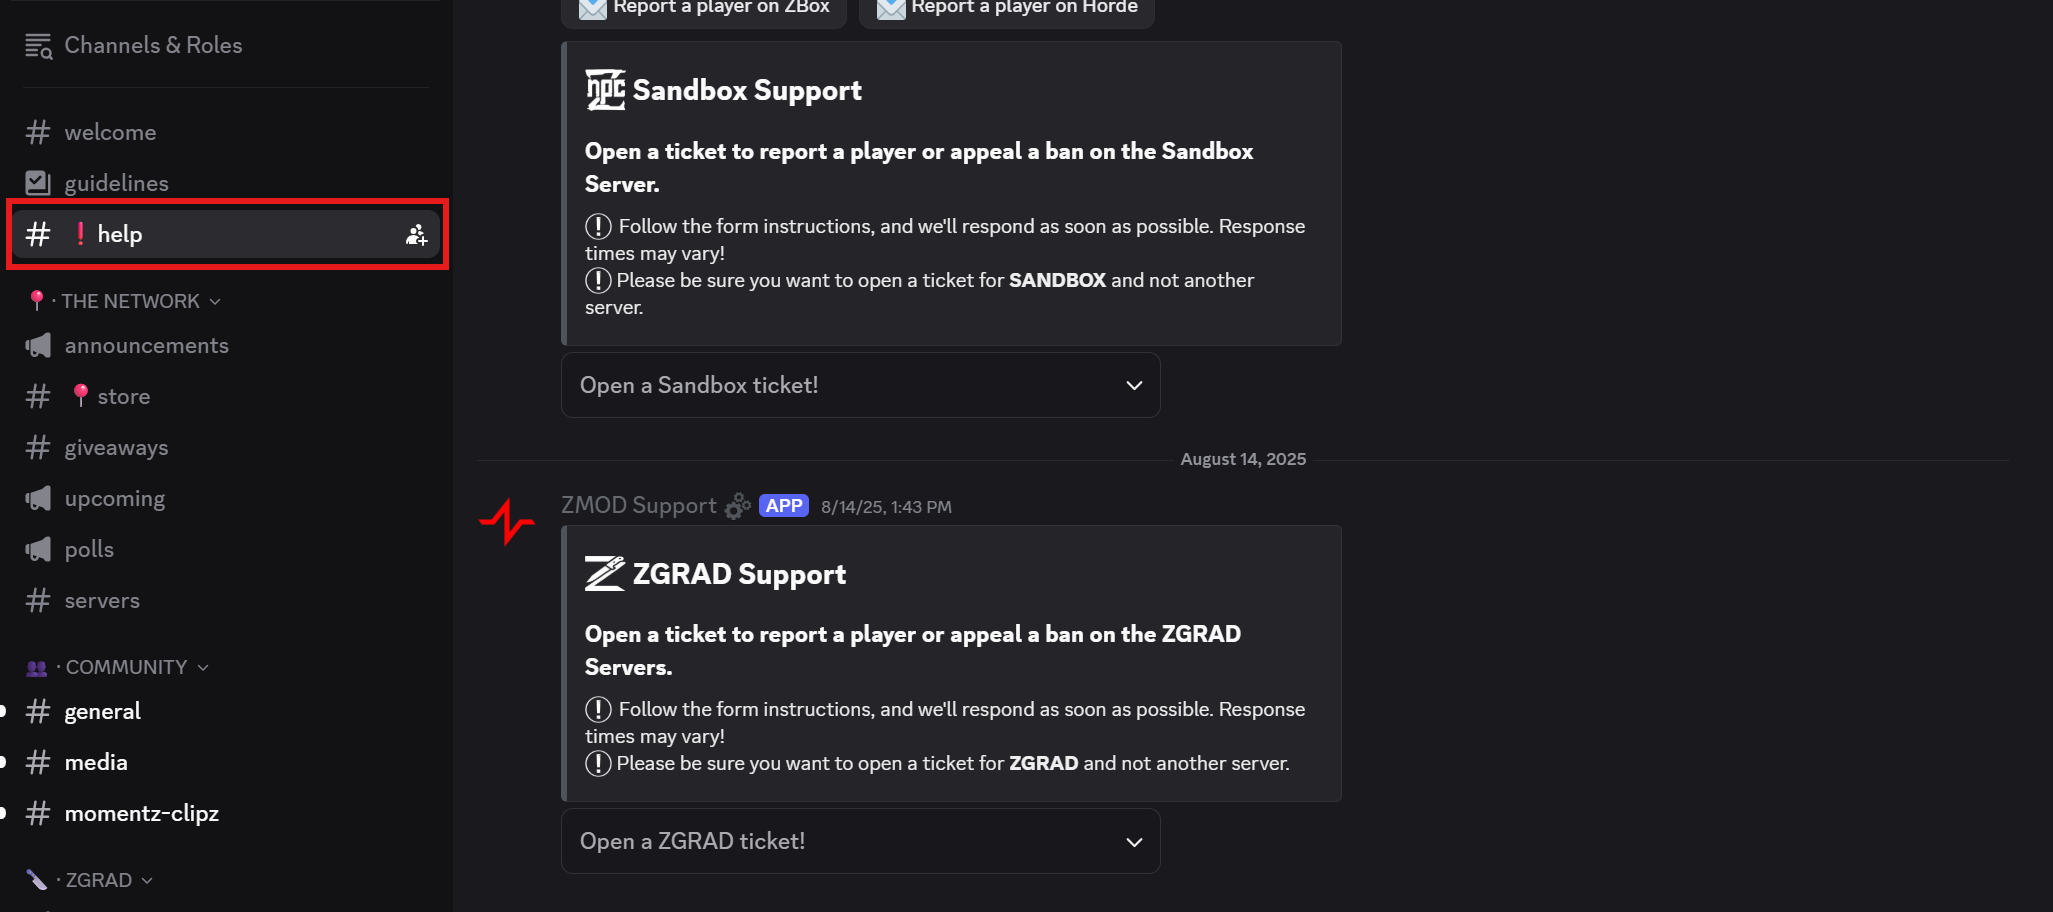 Channels & Roles
welcome
guidelines
help
THE NETWORK
announcements
store
giveaways
upcoming
polls
servers
COMMUNITY
general
media
momentz-clipz
ZGRAD
Report a player on ZBox
Report a player on Horde
npc Sandbox Support
Open a ticket to report a player or appeal a ban on the Sandbox
Server.
Follow the form instructions, and we'll respond as soon as possible. Response
times may vary!
Please be sure you want to open a ticket for SANDBOX and not another
server.
Open a Sandbox ticket!
August 14, 2025
ZMOD Support APP 8/14/25, 1:43 PM
ZGRAD Support
Open a ticket to report a player or appeal a ban on the ZGRAD
Servers.
Follow the form instructions, and we'll respond as soon as possible. Response
times may vary!
Please be sure you want to open a ticket for ZGRAD and not another server.
Open a ZGRAD ticket!